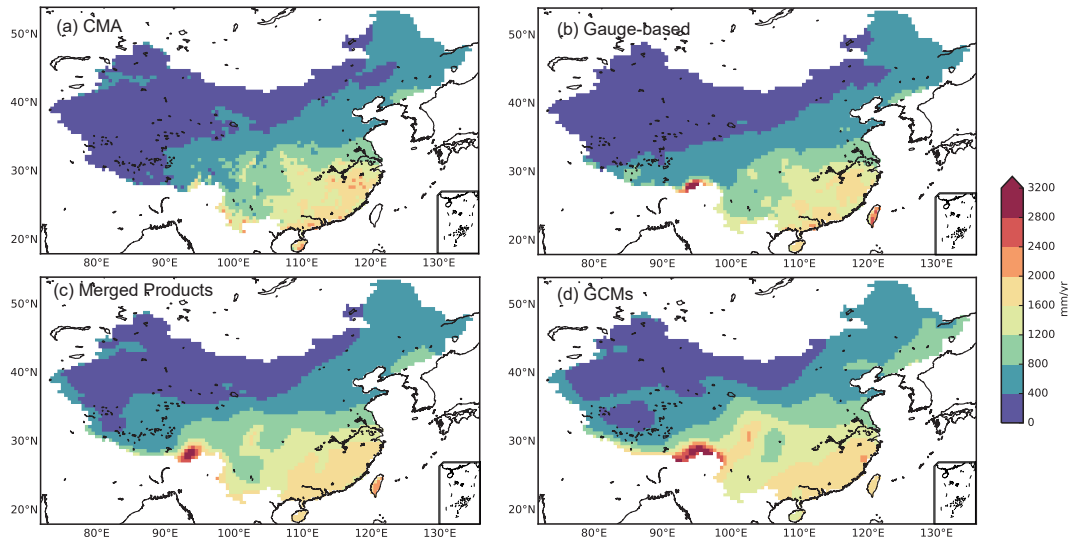 (a) CMA
(b) Gauge-based
54°N
50°N
40°N
30°N
20°N
80°E 90°E 100°E 110°E 120°E 130°E
50°N
40°N
30°N
20°N
80°E 90°E 100°E 110°E 120°E 130°E
(c) Merged Products
(d) GCMs
50°N
40°N
30°N
20°N
80°E 90°E 100°E 110°E 120°E 130°E
50°N
40°N
30°N
20°N
80°E 90°E 100°E 110°E 120°E 130°E
3200
2800
2400
2000
1600
1200
800
400
0
mm/yr